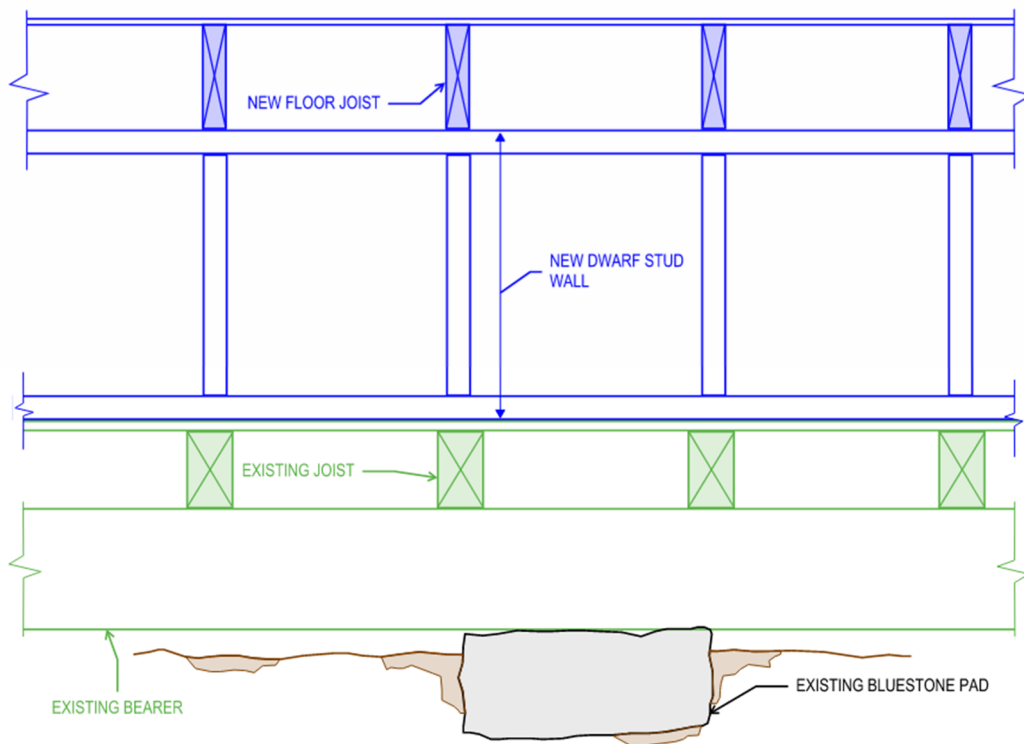 NEW FLOOR JOIST
NEW DWARF STUD
WALL
EXISTING JOIST
EXISTING BLUESTONE PAD
EXISTING BEARER